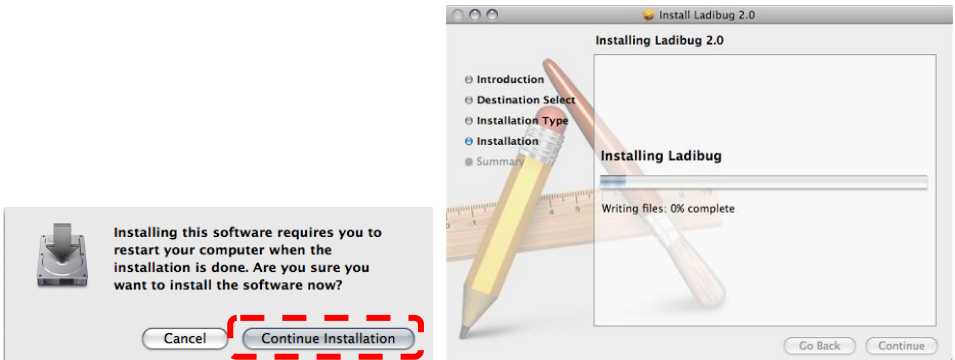 Installing this software requires you to
restart your computer when the
installation is done. Are you sure you
want to install the software now?
Cancel
Continue Installation
Install Ladibug 2.0
Installing Ladibug 2.0
Introduction
Destination Select
Installation Type
Installation
Summary
Installing Ladibug
Writing files: 0% complete
Go Back
Continue